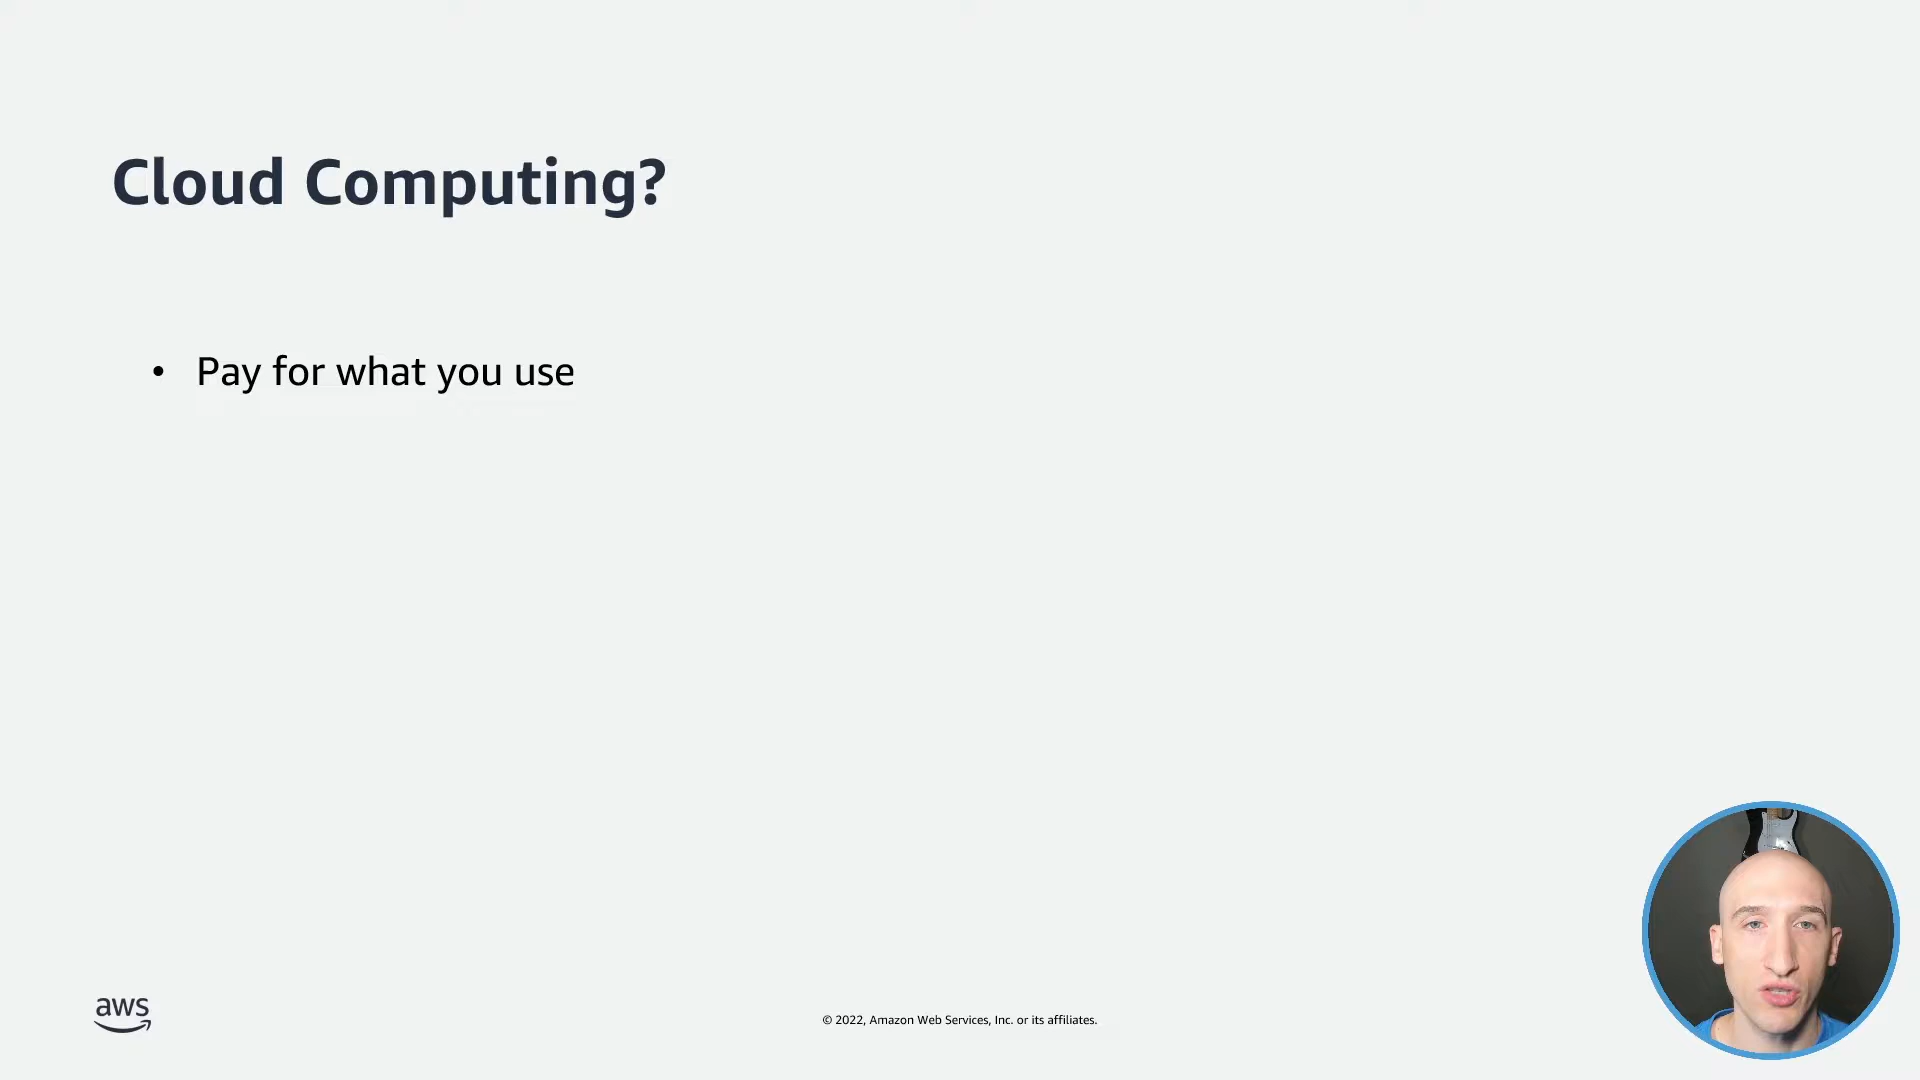 Cloud Computing?
• Pay for what you use
aws
© 2022, Amazon Web Services, Inc. or its affiliates.